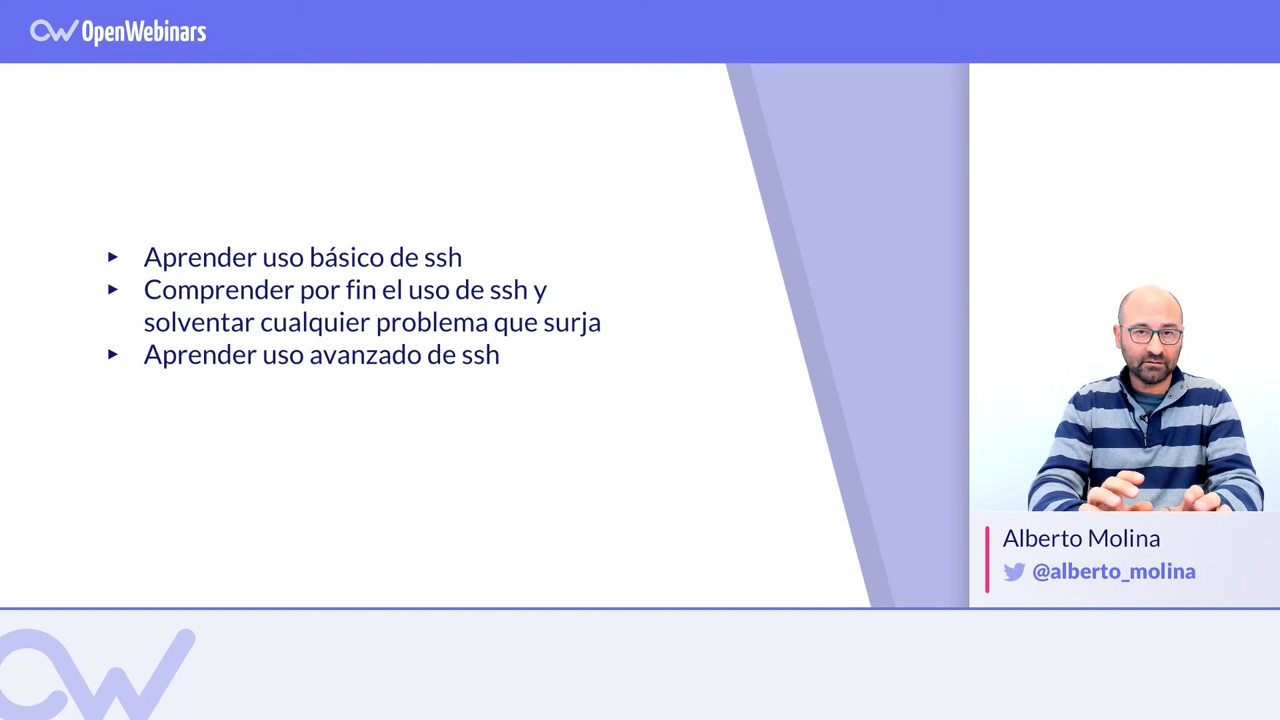 OpenWebinars
▸ Aprender uso básico de ssh
▸ Comprender por fin el uso de ssh y
solventar cualquier problema que surja
▸ Aprender uso avanzado de ssh
Alberto Molina
@alberto_molina